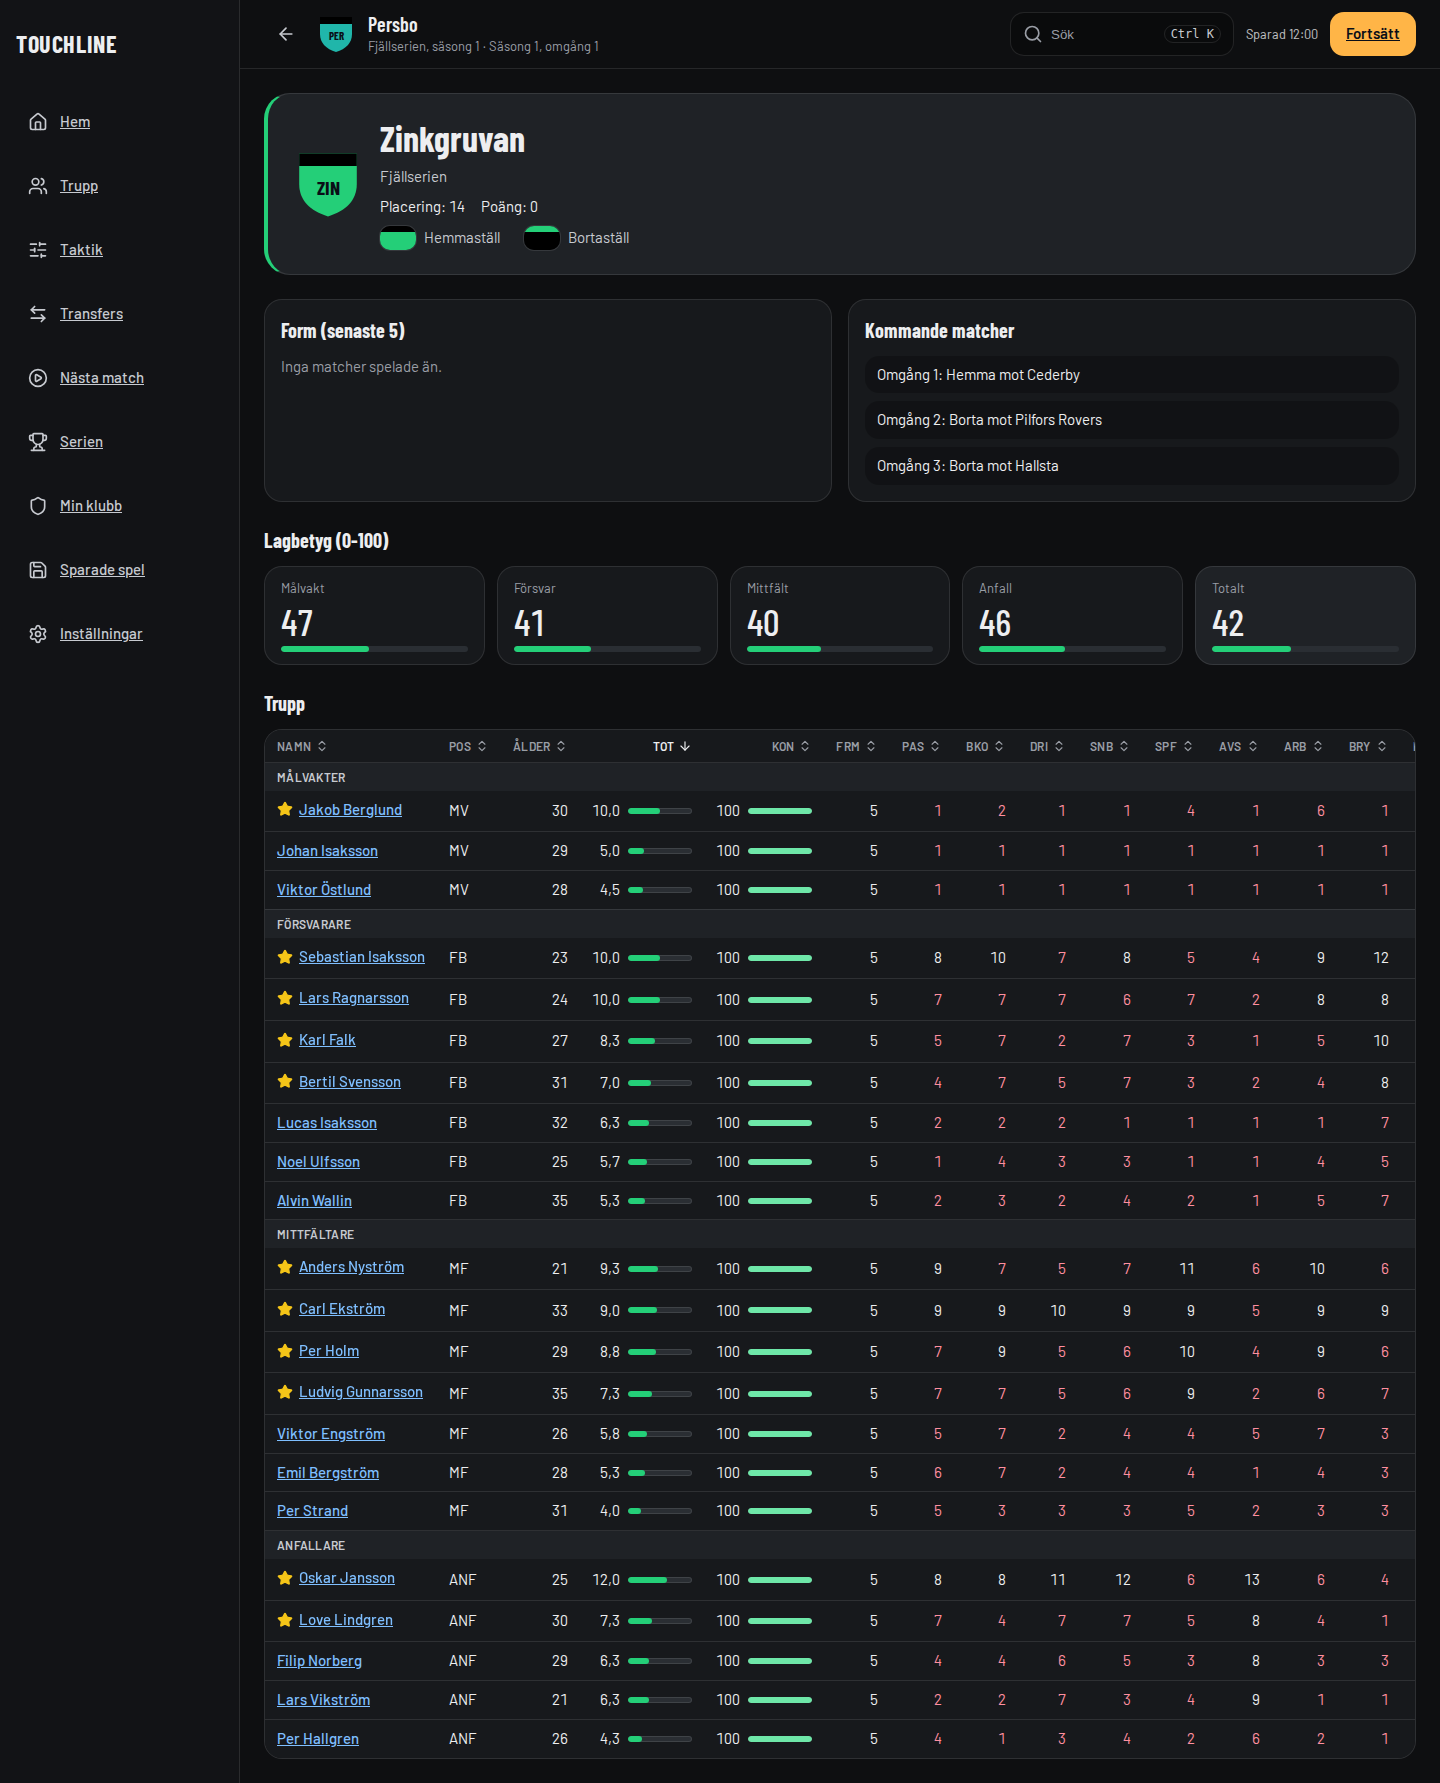 TOUCHLINE
Hem
Trupp
Taktik
Transfers
Nästa match
Serien
Min klubb
Sparade spel
Inställningar
PER
Persbo
Fjällserien, säsong 1 · Säsong 1, omgång 1
Sök Ctrl K
Sparad 12:00
Fortsätt
ZIN
Zinkgruvan
Fjällserien
Placering: 14 Poäng: 0
Hemmaställ Bortaställ
Form (senaste 5)
Inga matcher spelade än.
Kommande matcher
Omgång 1: Hemma mot Cederby
Omgång 2: Borta mot Pilfors Rovers
Omgång 3: Borta mot Hallsta
Lagbetyg (0-100)
Målvakt
47
Försvar
41
Mittfält
40
Anfall
46
Totalt
42
Trupp
NAMN POS ÅLDER TOT KON FRM PAS BKO DRI SNB SPF AVS ARB BRY
MÅLVAKTER
Jakob Berglund MV 30 10,0 100 5 1 2 1 1 4 1 6 1
Johan Isaksson MV 29 5,0 100 5 1 1 1 1 1 1 1 1
Viktor Östlund MV 28 4,5 100 5 1 1 1 1 1 1 1 1
FÖRSVARARE
Sebastian Isaksson FB 23 10,0 100 5 8 10 7 8 5 4 9 12
Lars Ragnarsson FB 24 10,0 100 5 7 7 7 6 7 2 8 8
Karl Falk FB 27 8,3 100 5 5 7 2 7 3 1 5 10
Bertil Svensson FB 31 7,0 100 5 4 7 5 7 3 2 4 8
Lucas Isaksson FB 32 6,3 100 5 2 2 2 1 1 1 1 7
Noel Ulfsson FB 25 5,7 100 5 1 4 3 3 1 1 4 5
Alvin Wallin FB 35 5,3 100 5 2 3 2 4 2 1 5 7
MITTFÄLTARE
Anders Nyström MF 21 9,3 100 5 9 7 5 7 11 6 10 6
Carl Ekström MF 33 9,0 100 5 9 9 10 9 9 5 9 9
Per Holm MF 29 8,8 100 5 7 9 5 6 10 4 9 6
Ludvig Gunnarsson MF 35 7,3 100 5 7 7 5 6 9 2 6 7
Viktor Engström MF 26 5,8 100 5 5 7 2 4 4 5 7 3
Emil Bergström MF 28 5,3 100 5 6 7 2 4 4 1 4 3
Per Strand MF 31 4,0 100 5 5 3 3 3 5 2 3 3
ANFALLARE
Oskar Jansson ANF 25 12,0 100 5 8 8 11 12 6 13 6 4
Love Lindgren ANF 30 7,3 100 5 7 4 7 7 5 8 4 1
Filip Norberg ANF 29 6,3 100 5 4 4 6 5 3 8 3 3
Lars Vikström ANF 21 6,3 100 5 2 2 7 3 4 9 1 1
Per Hallgren ANF 26 4,3 100 5 4 1 3 4 2 6 2 1